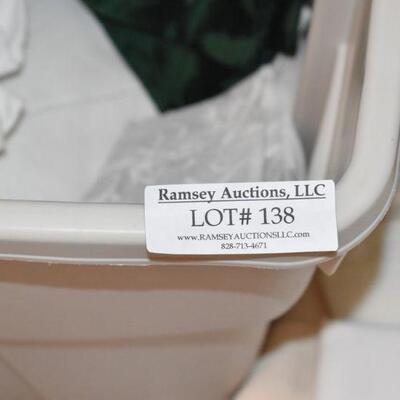 Ramsey Auctions, LLC
LOT# 138
www.RAMSEYAUCTIONSLLC.com
828-713-4671